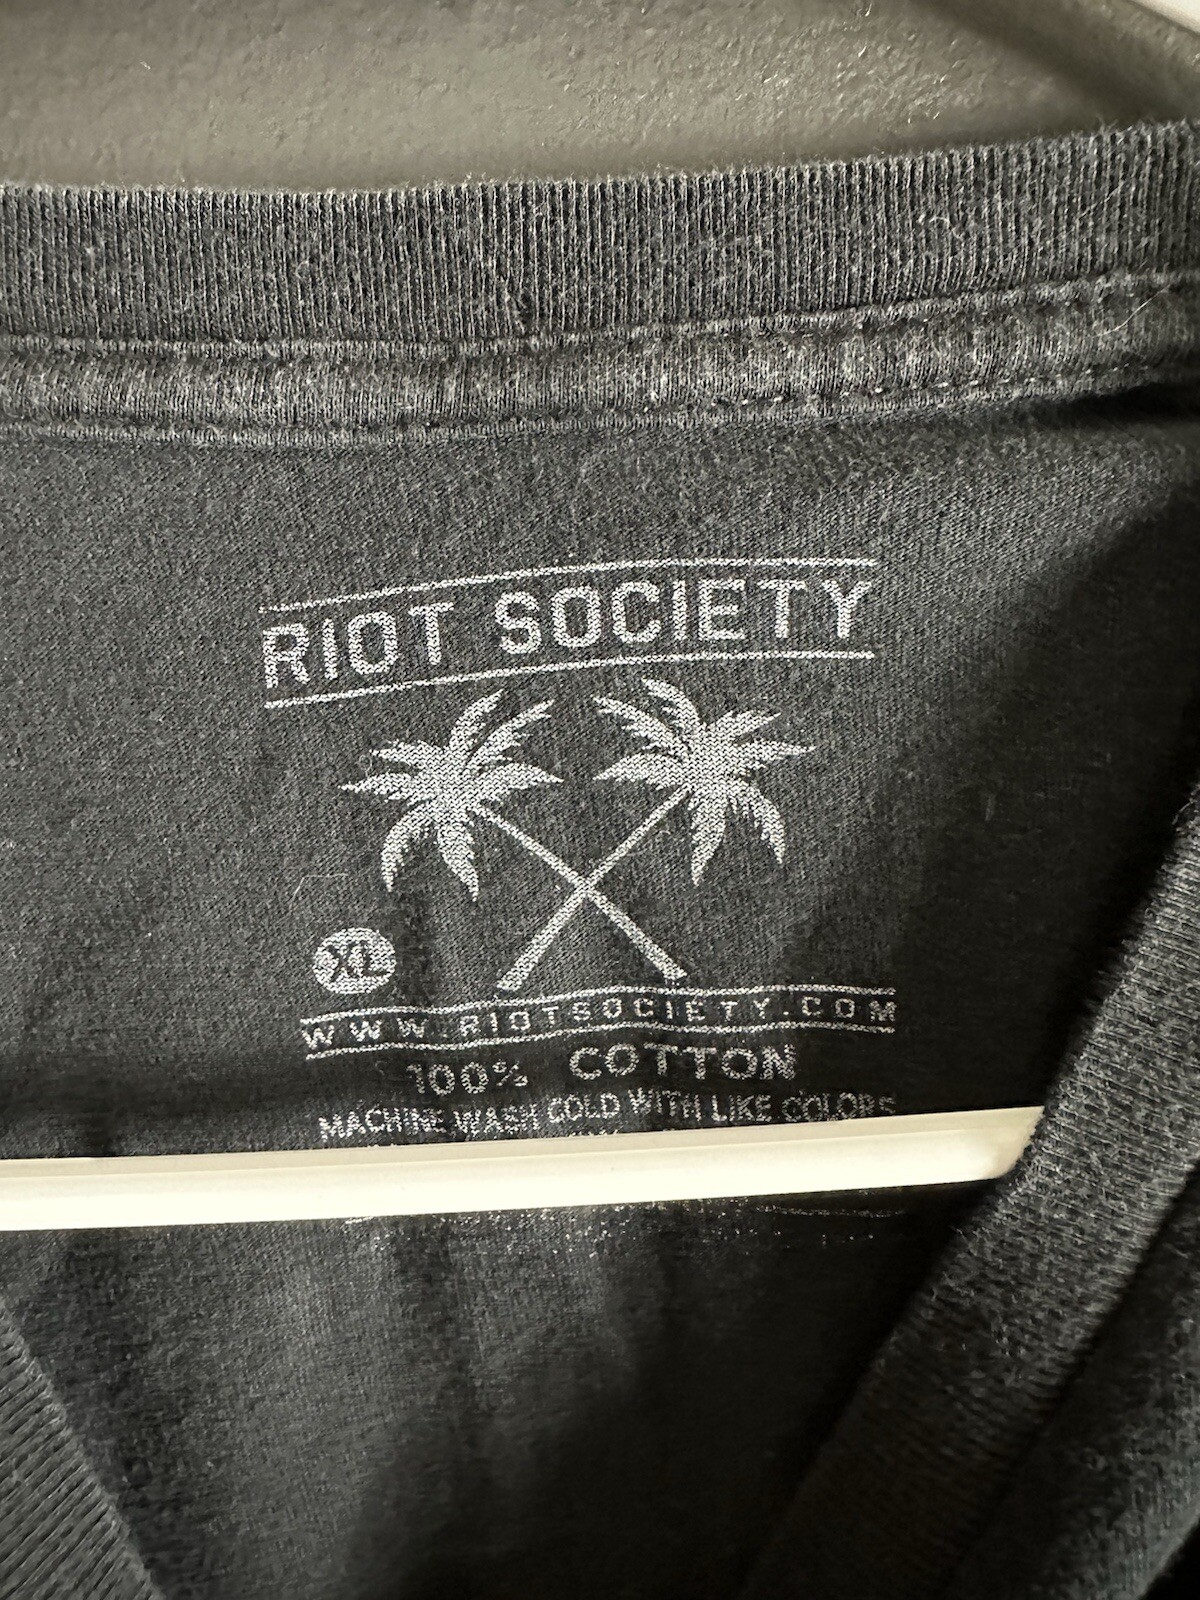 RIOT SOCIETY
XL
WWW.RIOTSOCIETY.COM
100% COTTON
MACHINE WASH COLD WITH LIKE COLORS